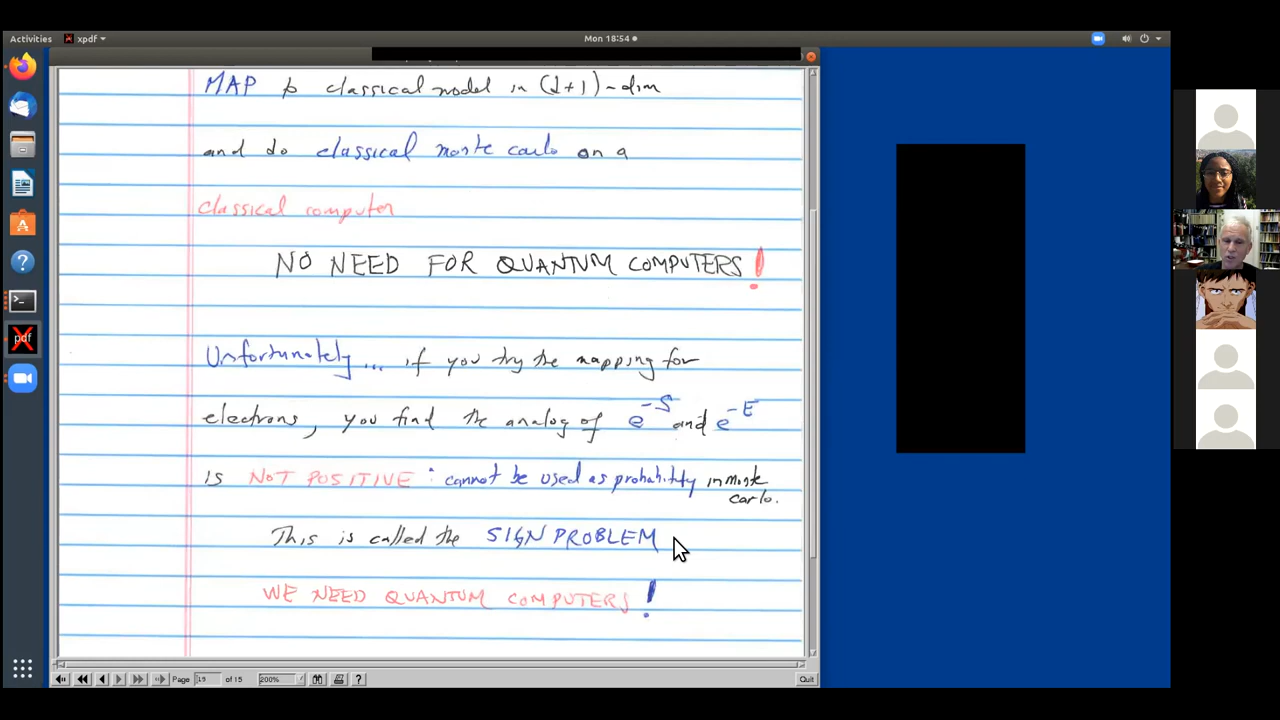 Activities xpdf Mon 18:54
MAP to classical model in (d+1)-dim
and do classical monte carlo on a
classical computer
NO NEED FOR QUANTUM COMPUTERS!
Unfortunately... if you try the mapping for
electrons, you find the analog of e^-S and e^-E
is NOT POSITIVE : cannot be used as probability in monte
carlo.
This is called the SIGN PROBLEM
WE NEED QUANTUM COMPUTERS!
Page 15 of 15 200% ? Quit
pdf